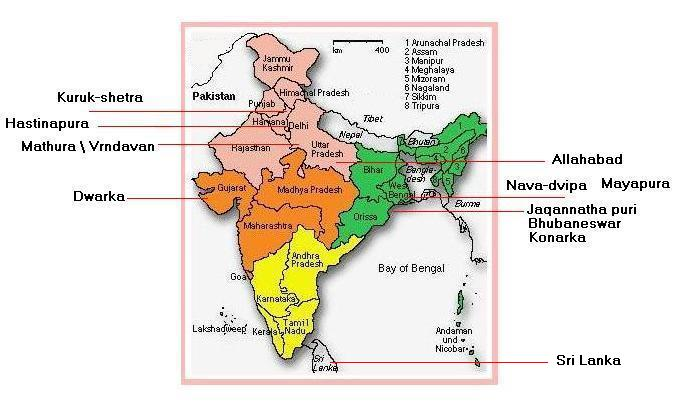 km 400
1 Arunachal Pradesh
2 Assam
3 Manipur
4 Meghalaya
5 Mizoram
6 Nagaland
7 Sikkim
8 Tripura
Jammu
Kashmir
Pakistan
Himachal Pradesh
Kuruk-shetra
Punjab
Tibet
Hastinapura
Haryana
Delhi
Nepal
Mathura \ Vrndavan
Rajasthan
Uttar
Pradesh
Bhutan
Allahabad
Bihar
Bangla-
desh
Dwarka
Gujarat
Madhya Pradesh
West
Bengal
Nava-dvipa
Mayapura
Burma
Orissa
Jaqannatha puri
Bhubaneswar
Konarka
Maharashtra
Andhra
Pradesh
Bay of Bengal
Goa
Karnataka
Lakshadweep
Kerala
Tamil
Nadu
Andaman
und
Nicobar
Sri
Lanka
Sri Lanka